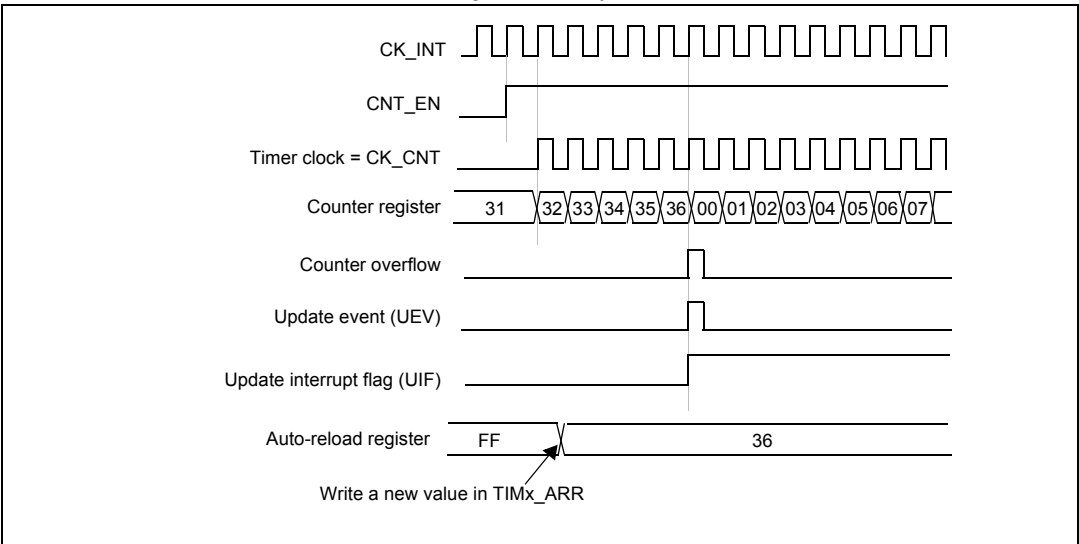 CK_INT
CNT_EN
Timer clock = CK_CNT
Counter register 31 32 33 34 35 36 00 01 02 03 04 05 06 07
Counter overflow
Update event (UEV)
Update interrupt flag (UIF)
Auto-reload register FF 36
Write a new value in TIMx_ARR